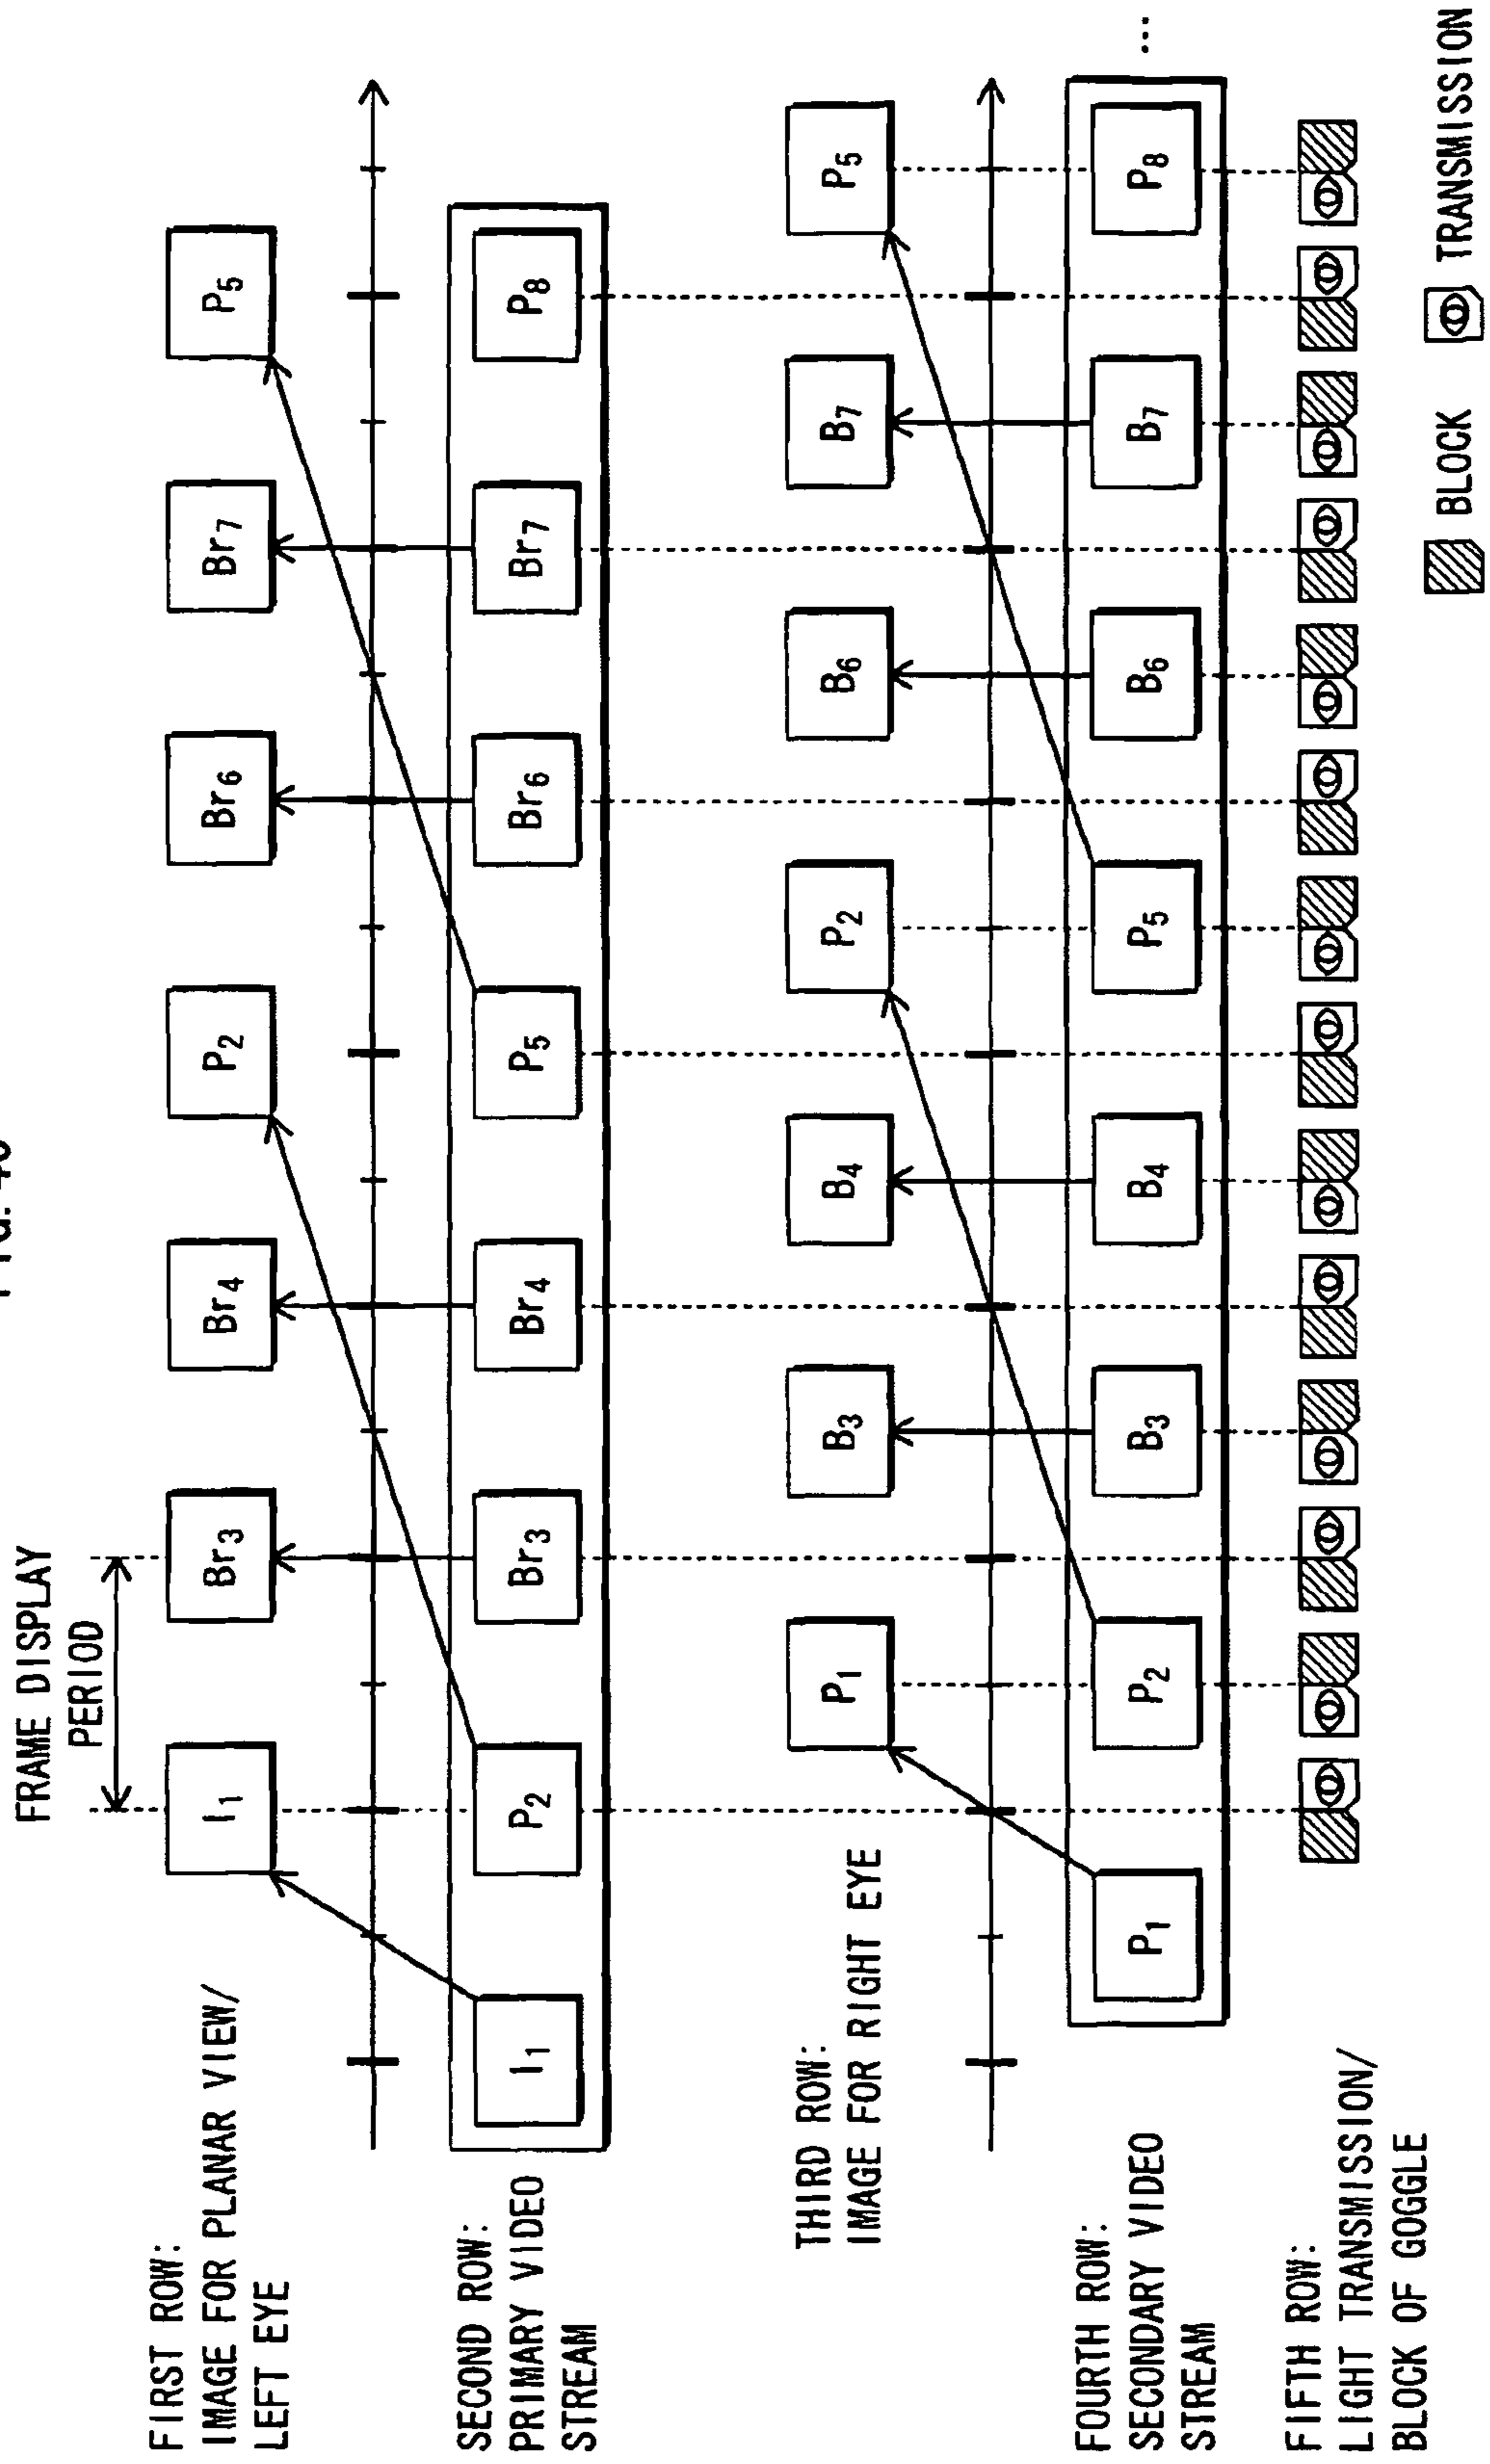 FRAME DISPLAY
PERIOD
FIRST ROW:
IMAGE FOR PLANAR VIEW/
LEFT EYE
I1 Br3 Br4 P2 Br6 Br7 P5
SECOND ROW:
PRIMARY VIDEO
STREAM
I1 P2 Br3 Br4 P5 Br6 Br7 P8
THIRD ROW:
IMAGE FOR RIGHT EYE
P1 B3 B4 P2 B6 B7 P5
FOURTH ROW:
SECONDARY VIDEO
STREAM
P1 P2 B3 B4 P5 B6 B7 P8 ...
FIFTH ROW:
LIGHT TRANSMISSION/
BLOCK OF GOGGLE
BLOCK TRANSMISSION